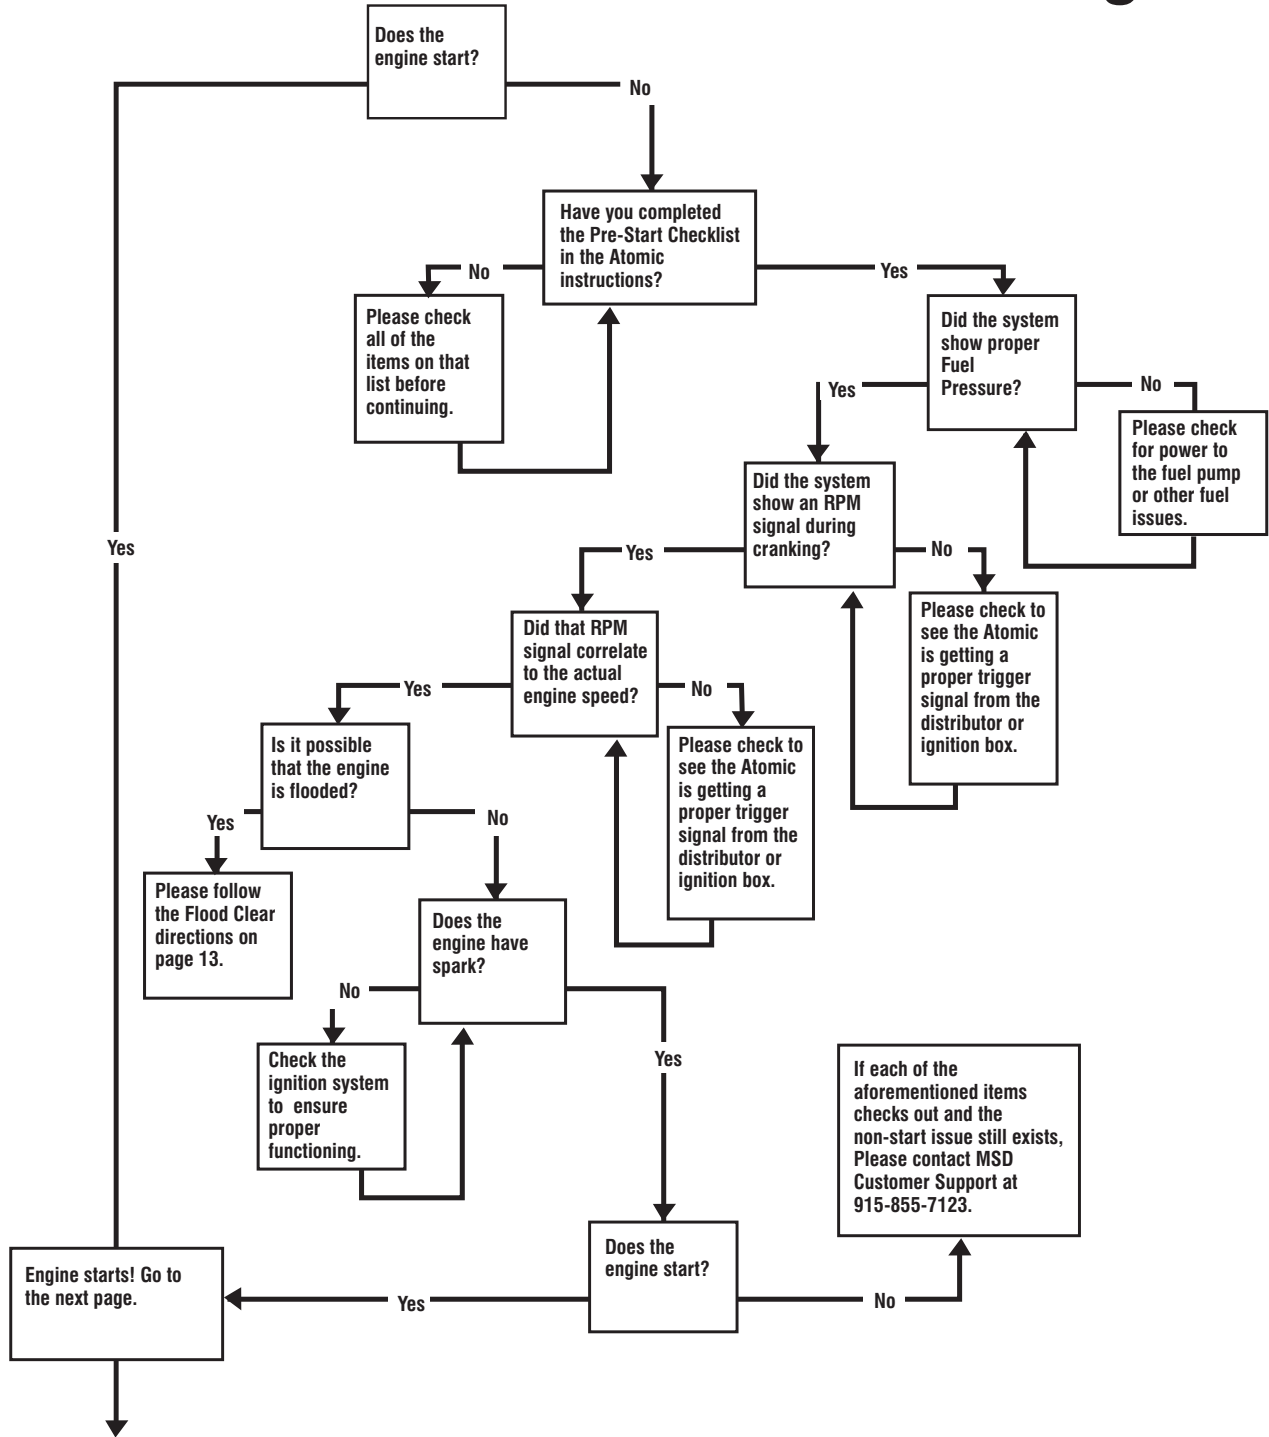 Does the
engine start?
No
Have you completed
the Pre-Start Checklist
in the Atomic
instructions?
No
Yes
Please check
all of the
items on that
list before
continuing.
Did the system
show proper
Fuel
Pressure?
Yes
No
Please check
for power to
the fuel pump
or other fuel
issues.
Did the system
show an RPM
signal during
cranking?
Yes
Yes
No
Please check to
see the Atomic
is getting a
proper trigger
signal from the
distributor or
ignition box.
Did that RPM
signal correlate
to the actual
engine speed?
Yes
No
Please check to
see the Atomic
is getting a
proper trigger
signal from the
distributor or
ignition box.
Is it possible
that the engine
is flooded?
Yes
No
Please follow
the Flood Clear
directions on
page 13.
Does the
engine have
spark?
No
Yes
Check the
ignition system
to  ensure
proper
functioning.
If each of the
aforementioned items
checks out and the
non-start issue still exists,
Please contact MSD
Customer Support at
915-855-7123.
Does the
engine start?
Yes
No
Engine starts! Go to
the next page.